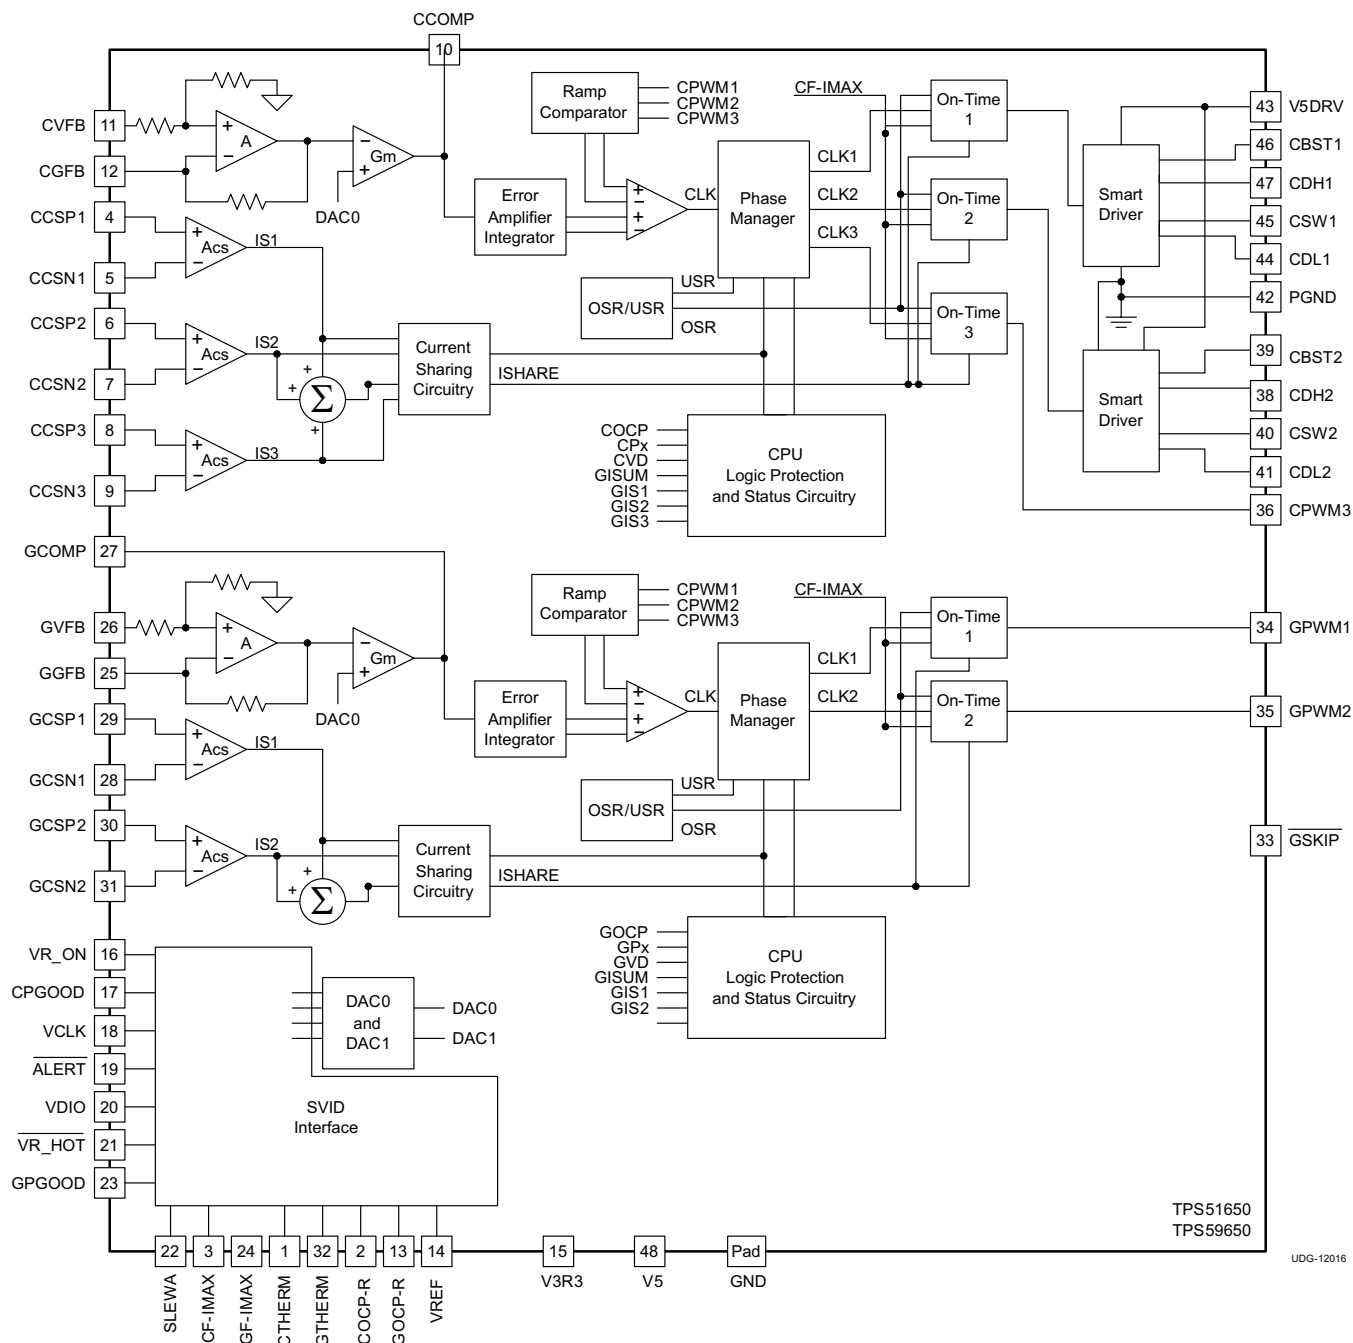 CCOMP
10
CVFB 11
CGFB 12
CCSP1 4
CCSN1 5
CCSP2 6
CCSN2 7
CCSP3 8
CCSN3 9
+
−
A
−
+
Gm
DAC0
+
−
Acs
IS1
+
−
Acs
IS2
+
−
Acs
IS3
+
+
+
Σ
Current
Sharing
Circuitry
ISHARE
Error
Amplifier
Integrator
Ramp
Comparator
CPWM1
CPWM2
CPWM3
+
−
+
−
CLK
Phase
Manager
CLK1
CLK2
CLK3
OSR/USR
USR
OSR
CF-IMAX
On-Time
1
On-Time
2
On-Time
3
Smart
Driver
Smart
Driver
COCP
CPx
CVD
GISUM
GIS1
GIS2
GIS3
CPU
Logic Protection
and Status Circuitry
43 V5DRV
46 CBST1
47 CDH1
45 CSW1
44 CDL1
42 PGND
39 CBST2
38 CDH2
40 CSW2
41 CDL2
36 CPWM3
GCOMP 27
GVFB 26
GGFB 25
GCSP1 29
GCSN1 28
GCSP2 30
GCSN2 31
+
−
A
−
+
Gm
DAC0
+
−
Acs
IS1
+
−
Acs
IS2
+
+
Σ
Current
Sharing
Circuitry
ISHARE
Error
Amplifier
Integrator
Ramp
Comparator
CPWM1
CPWM2
CPWM3
+
−
+
−
CLK
Phase
Manager
CLK1
CLK2
OSR/USR
USR
OSR
CF-IMAX
On-Time
1
On-Time
2
34 GPWM1
35 GPWM2
33 GSKIP
GOCP
GPx
GVD
GISUM
GIS1
GIS2
CPU
Logic Protection
and Status Circuitry
VR_ON 16
CPGOOD 17
VCLK 18
ALERT 19
VDIO 20
VR_HOT 21
GPGOOD 23
DAC0
and
DAC1
DAC0
DAC1
SVID
Interface
22 SLEWA
3 CF-IMAX
24 GF-IMAX
1 CTHERM
32 GTHERM
2 COCP-R
13 GOCP-R
14 VREF
15 V3R3
48 V5
Pad GND
TPS51650
TPS59650
UDG-12016